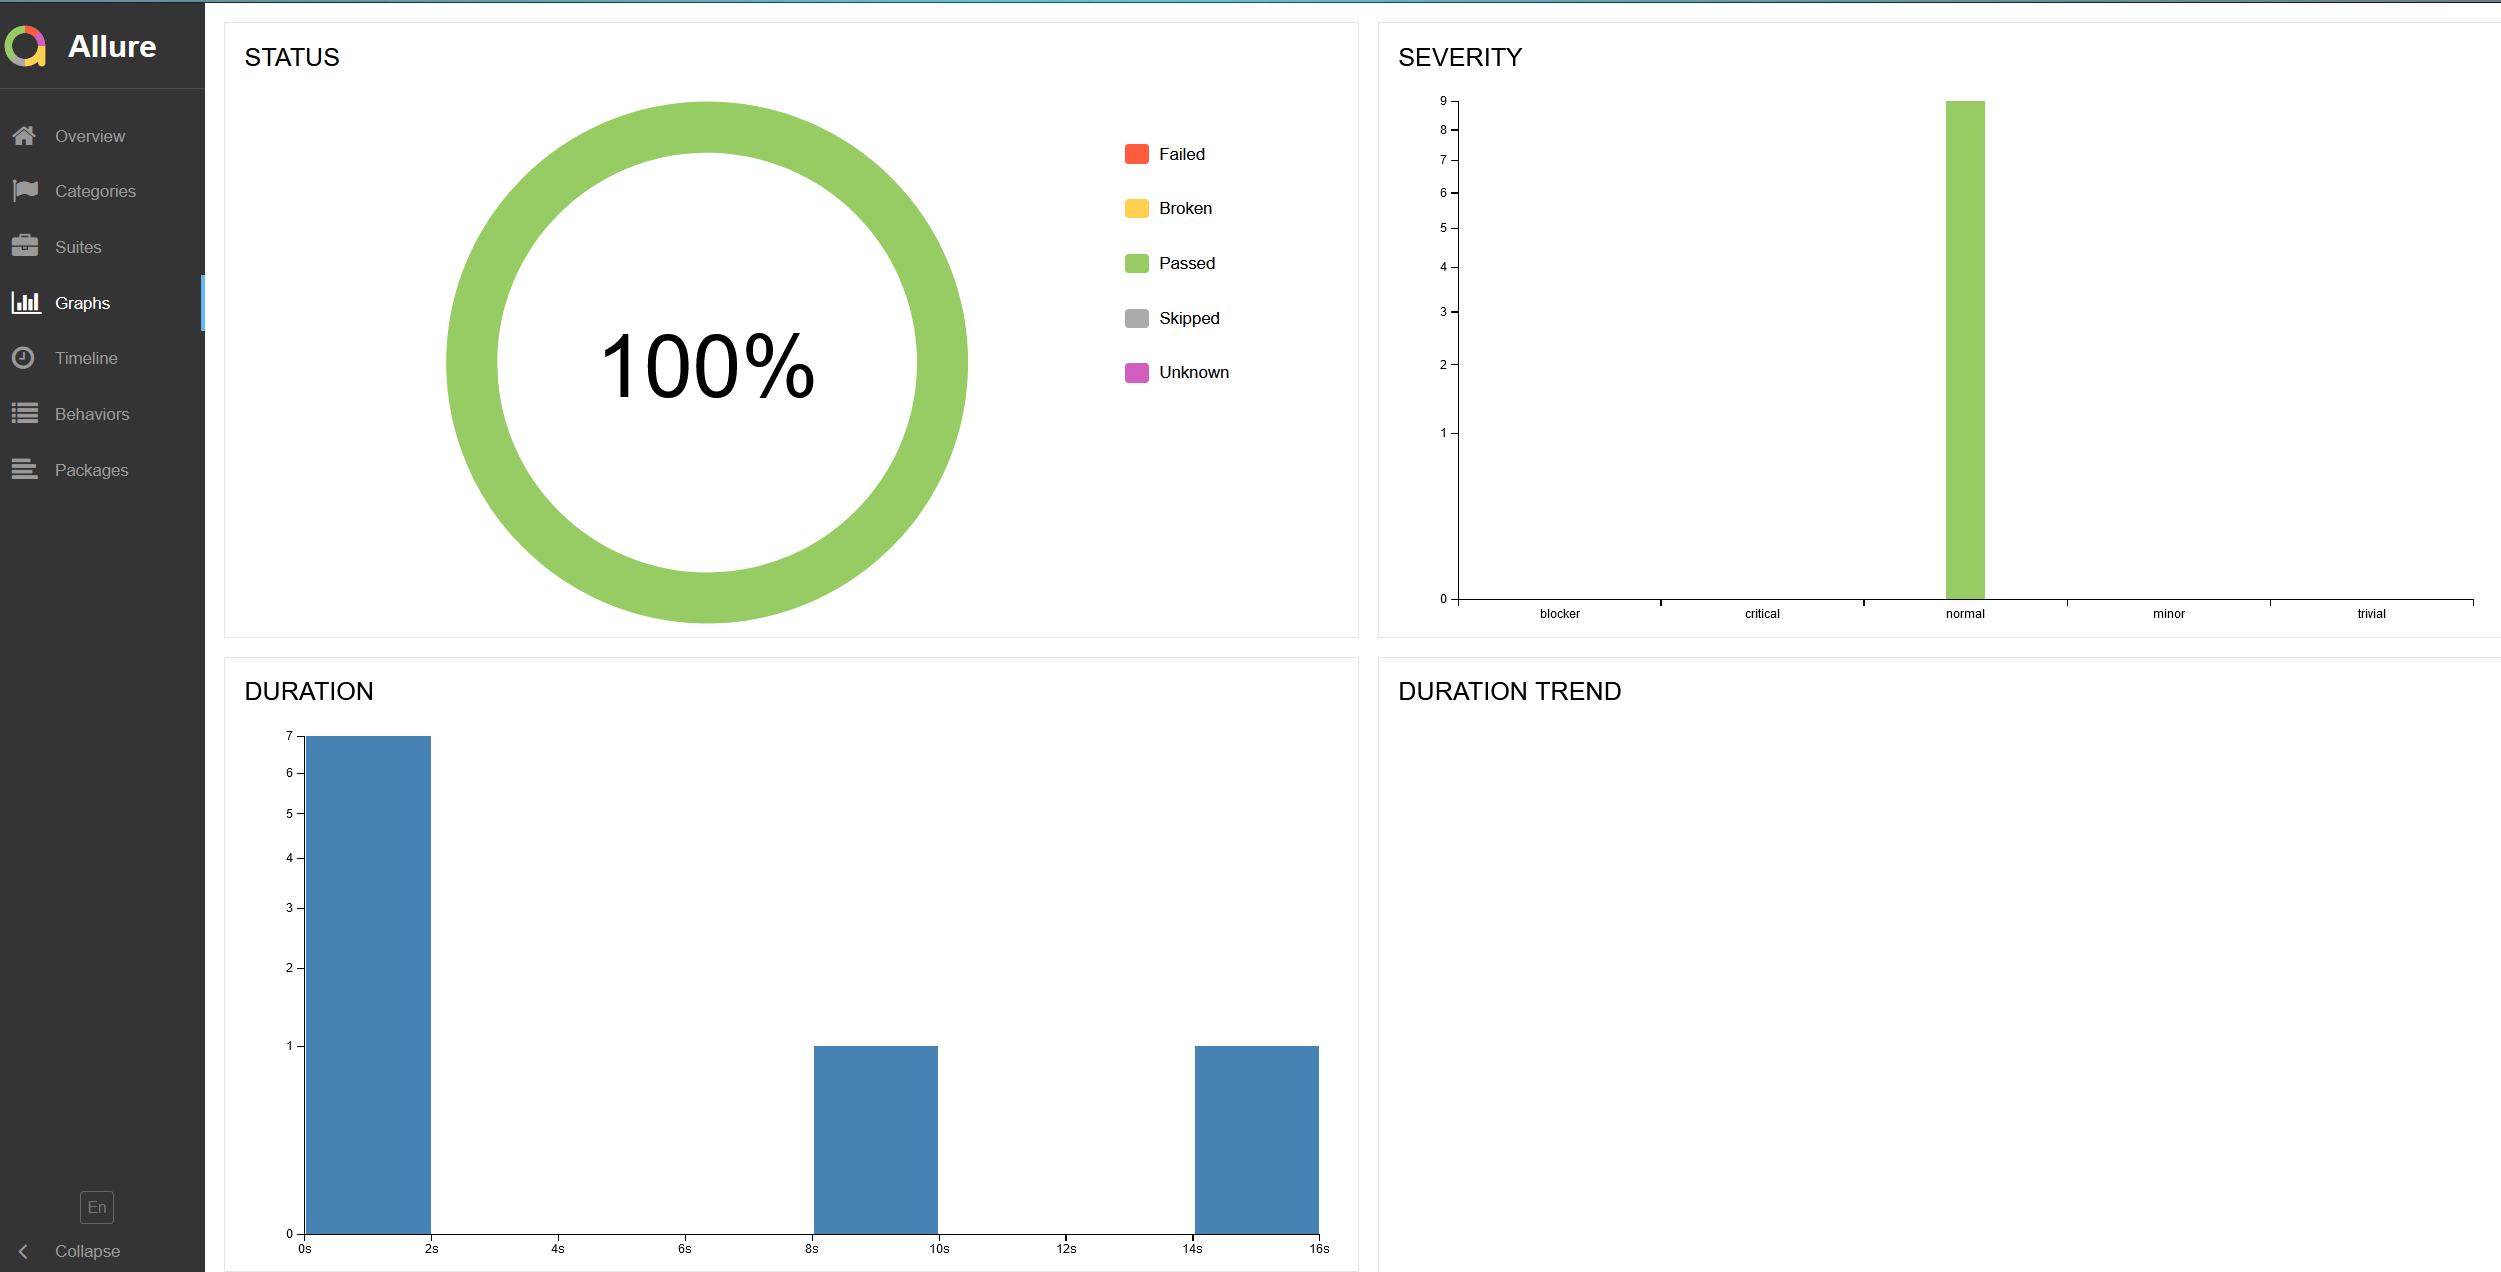 Allure
Overview
Categories
Suites
Graphs
Timeline
Behaviors
Packages
En
Collapse
STATUS
100%
Failed
Broken
Passed
Skipped
Unknown
SEVERITY
9
8
7
6
5
4
3
2
1
0
blocker critical normal minor trivial
DURATION
7
6
5
4
3
2
1
0
0s 2s 4s 6s 8s 10s 12s 14s 16s
DURATION TREND